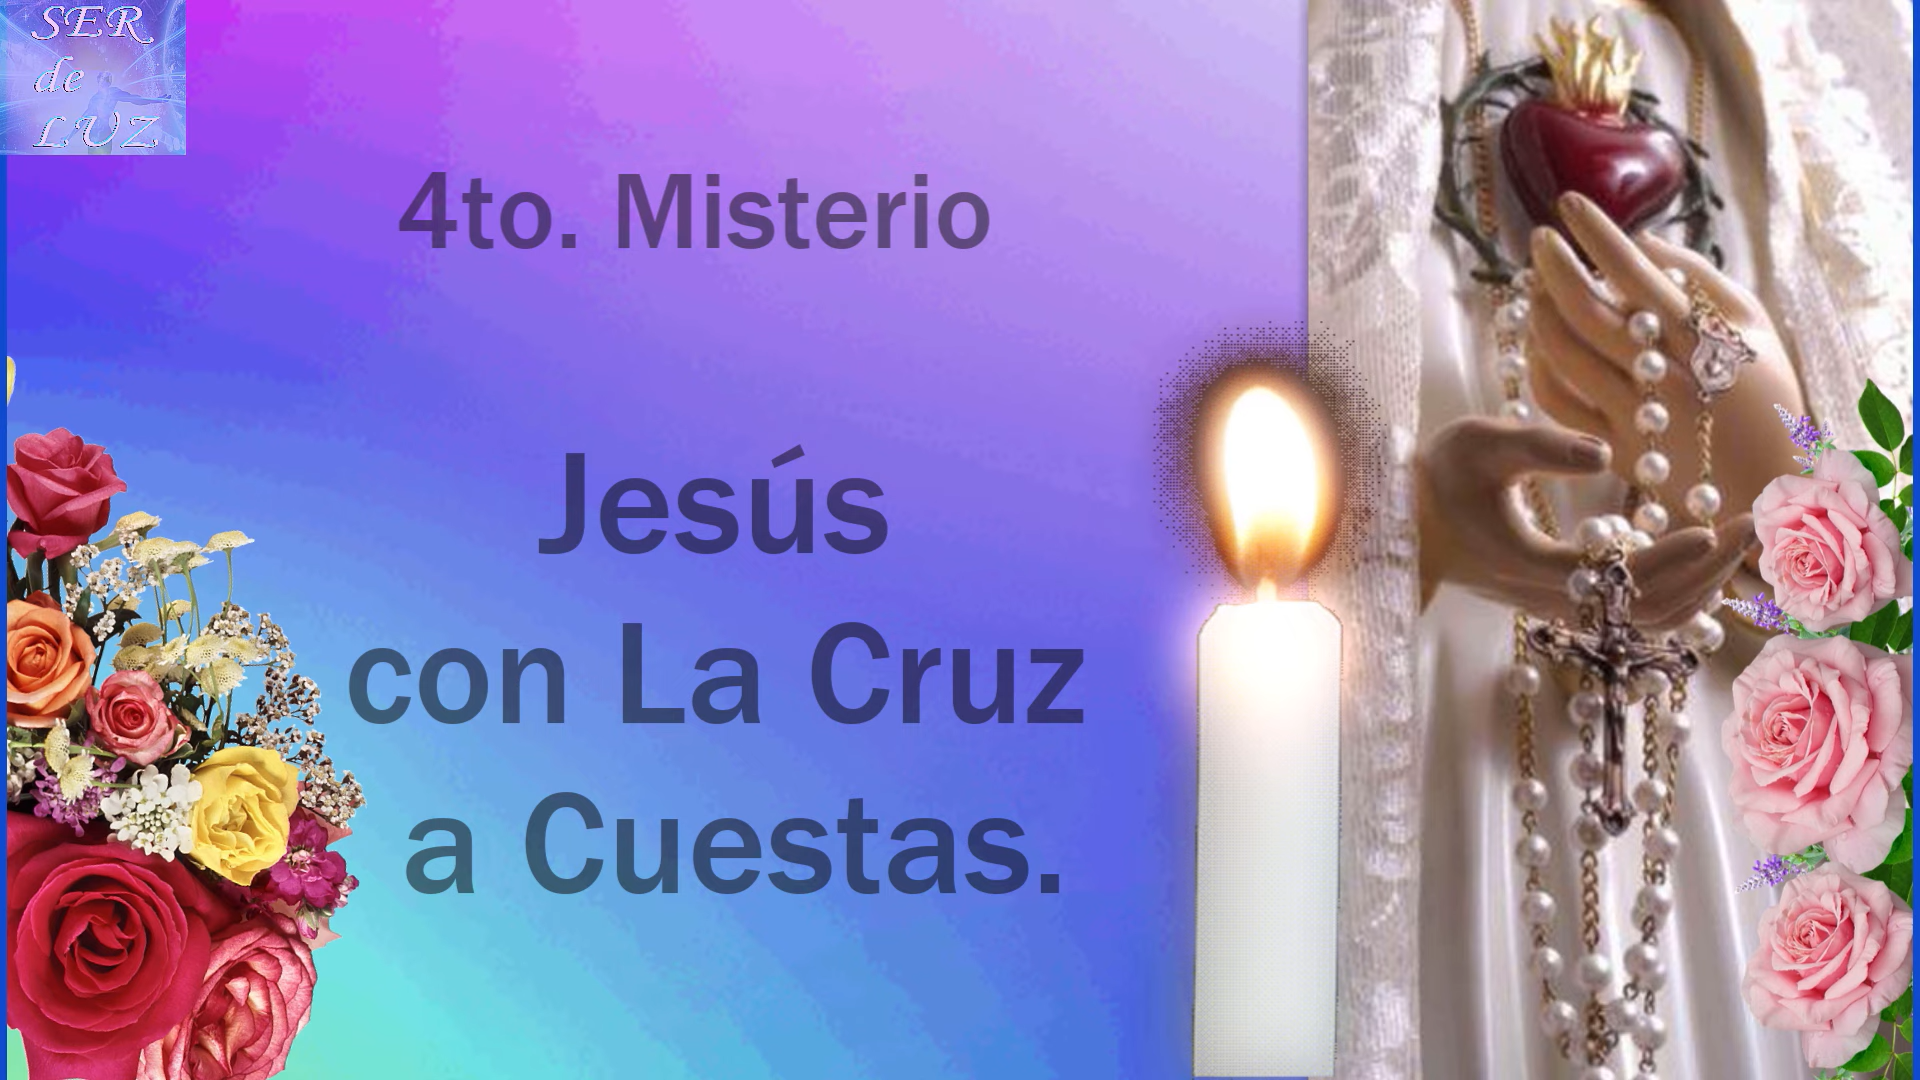 SER
de
LUZ
4to. Misterio
Jesús
con La Cruz
a Cuestas.